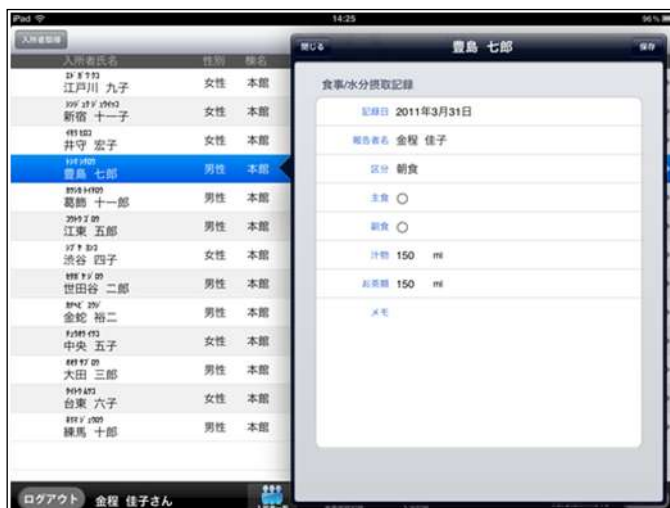 iPad
14:25
96%
入所者取得
入所者氏名 性別 棟名
江戸川 九子 女性 本館
新宿 十一子 女性 本館
井守 宏子 女性 本館
豊島 七郎 男性 本館
葛飾 十一郎 男性 本館
江東 五郎 男性 本館
渋谷 四子 女性 本館
世田谷 二郎 男性 本館
金蛇 裕二 男性 本館
中央 五子 女性 本館
大田 三郎 男性 本館
台東 六子 女性 本館
練馬 十郎 男性 本館
ログアウト 金程 佳子さん
閉じる 豊島 七郎 保存
食事/水分摂取記録
記録日 2011年3月31日
報告者名 金程 佳子
区分 朝食
主食 ○
副食 ○
汁物 150 ml
お茶類 150 ml
メモ